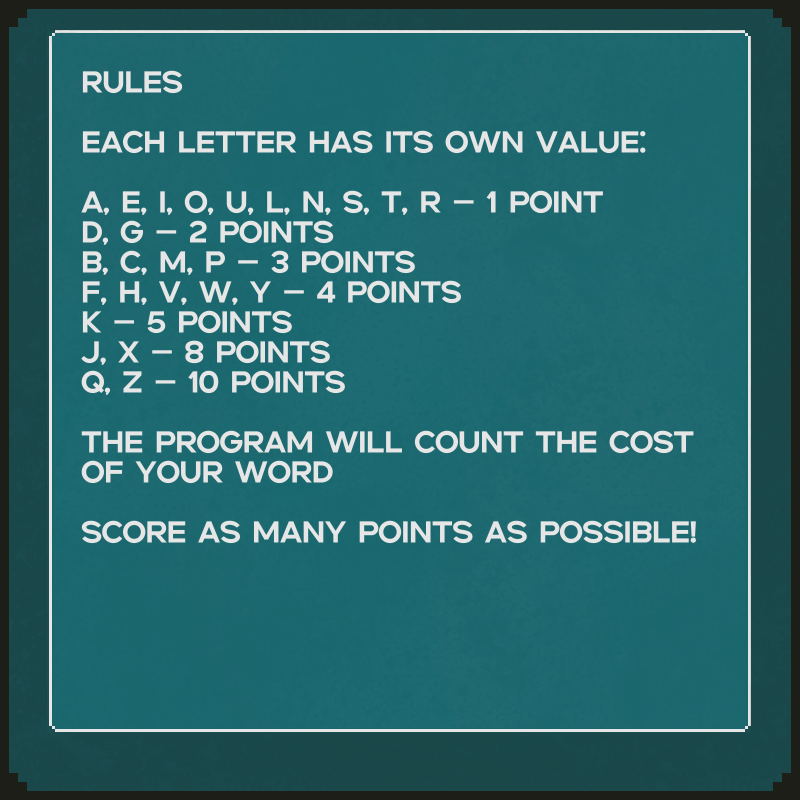 RULES
EACH LETTER HAS ITS OWN VALUE:
A, E, I, O, U, L, N, S, T, R – 1 POINT
D, G – 2 POINTS
B, C, M, P – 3 POINTS
F, H, V, W, Y – 4 POINTS
K – 5 POINTS
J, X – 8 POINTS
Q, Z – 10 POINTS
THE PROGRAM WILL COUNT THE COST
OF YOUR WORD
SCORE AS MANY POINTS AS POSSIBLE!